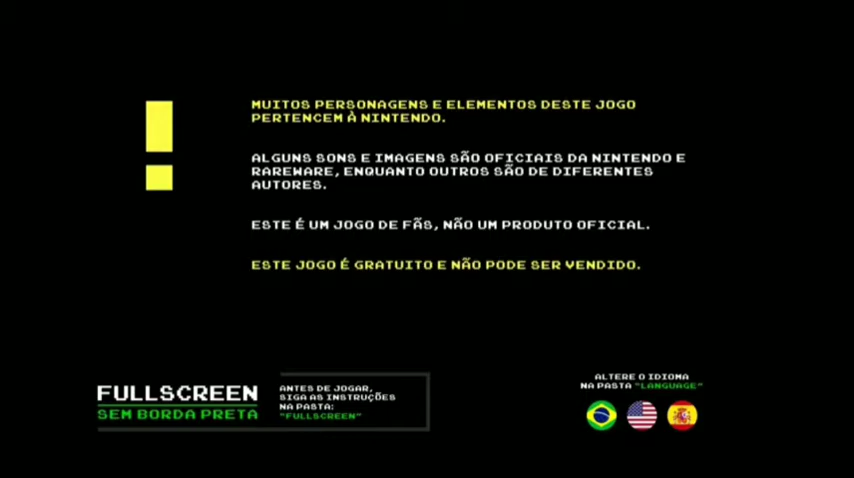 MUITOS PERSONAGENS E ELEMENTOS DESTE JOGO
PERTENCEM À NINTENDO.
ALGUNS SONS E IMAGENS SÃO OFICIAIS DA NINTENDO E
RAREWARE, ENQUANTO OUTROS SÃO DE DIFERENTES
AUTORES.
ESTE É UM JOGO DE FÃS, NÃO UM PRODUTO OFICIAL.
ESTE JOGO É GRATUITO E NÃO PODE SER VENDIDO.
FULLSCREEN
SEM BORDA PRETA
ANTES DE JOGAR,
SIGA AS INSTRUÇÕES
NA PASTA:
"FULLSCREEN"
ALTERE O IDIOMA
NA PASTA "LANGUAGE"